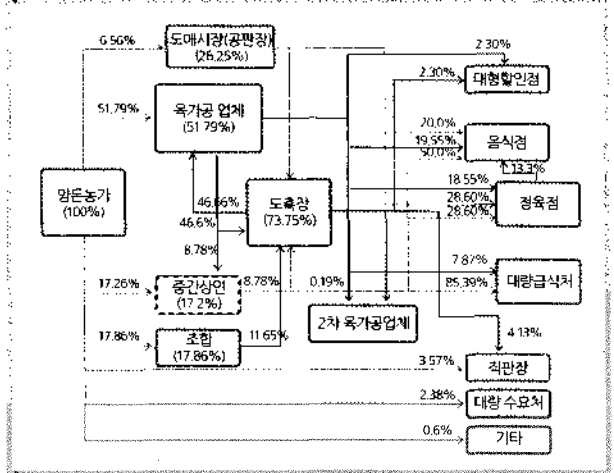 6.56%
도매시장(공판장)
(26.25%)
2.30%
2.30%
대형할인점
51.79%
육가공 업체
(51.79%)
20.0%
19.55%
50.0%
음식점
13.3%
양돈농가
(100%)
46.66%
46.6%
8.78%
도축장
(73.75%)
18.55%
28.60%
28.60%
정육점
17.26%
중간상인
(17.2%)
8.78%
0.19%
7.87%
85.39%
대량급식처
17.86%
조합
(17.86%)
11.65%
2차 육가공업체
4.13%
3.57%
직판장
2.38%
대량 수요처
0.6%
기타